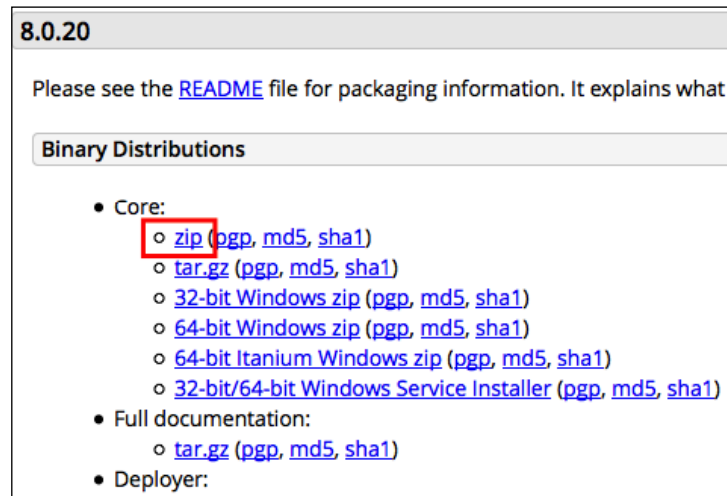 8.0.20
Please see the README file for packaging information. It explains what
Binary Distributions
Core:
zip (pgp, md5, sha1)
tar.gz (pgp, md5, sha1)
32-bit Windows zip (pgp, md5, sha1)
64-bit Windows zip (pgp, md5, sha1)
64-bit Itanium Windows zip (pgp, md5, sha1)
32-bit/64-bit Windows Service Installer (pgp, md5, sha1)
Full documentation:
tar.gz (pgp, md5, sha1)
Deployer: